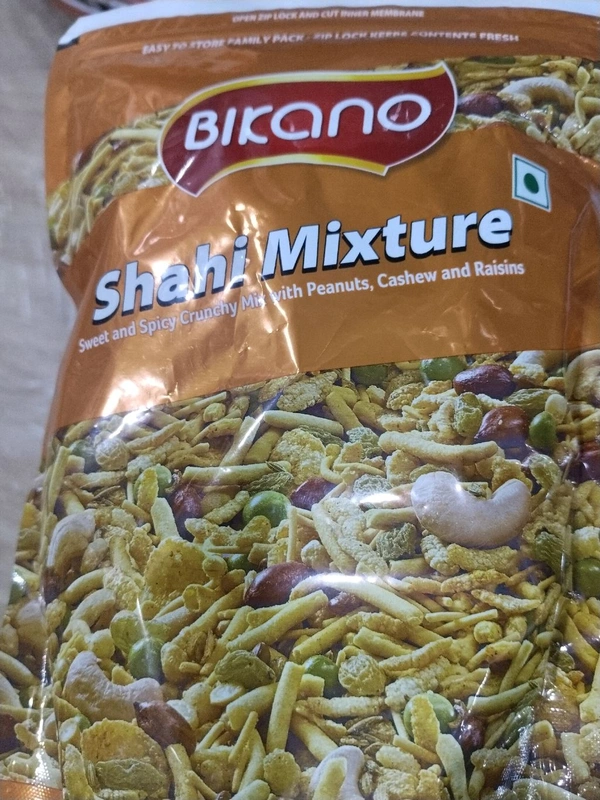 OPEN ZIP LOCK AND CUT INNER MEMBRANE
EASY TO STORE FAMILY PACK - ZIP LOCK KEEPS CONTENTS FRESH
BIKANO
Shahi Mixture
Sweet and Spicy Crunchy Mix with Peanuts, Cashew and Raisins